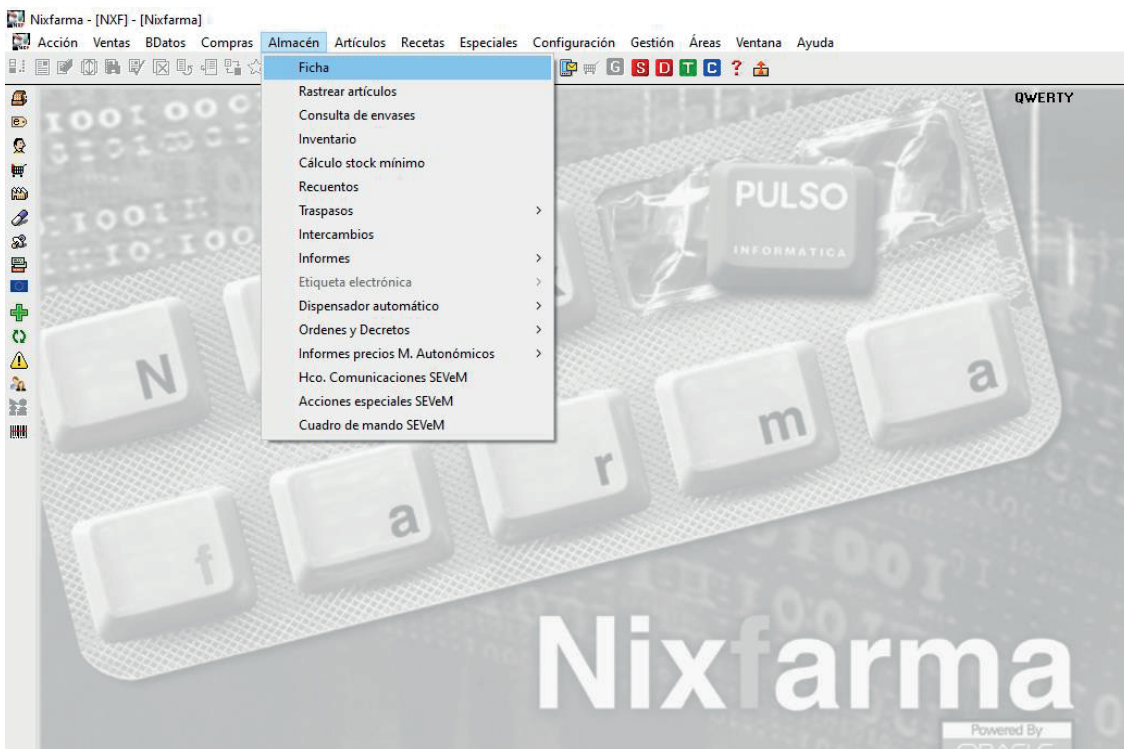 Nixfarma - [NXF] - [Nixfarma]
Acción Ventas BDatos Compras Almacén Artículos Recetas Especiales Configuración Gestión Áreas Ventana Ayuda
G S D T C ?
Ficha
Rastrear artículos
Consulta de envases
Inventario
Cálculo stock mínimo
Recuentos
Traspasos >
Intercambios
Informes >
Etiqueta electrónica >
Dispensador automático >
Ordenes y Decretos >
Informes precios M. Autonómicos >
Hco. Comunicaciones SEVeM
Acciones especiales SEVeM
Cuadro de mando SEVeM
QWERTY
PULSO
INFORMÁTICA
N
f a r m a
Nixfarma
Powered By